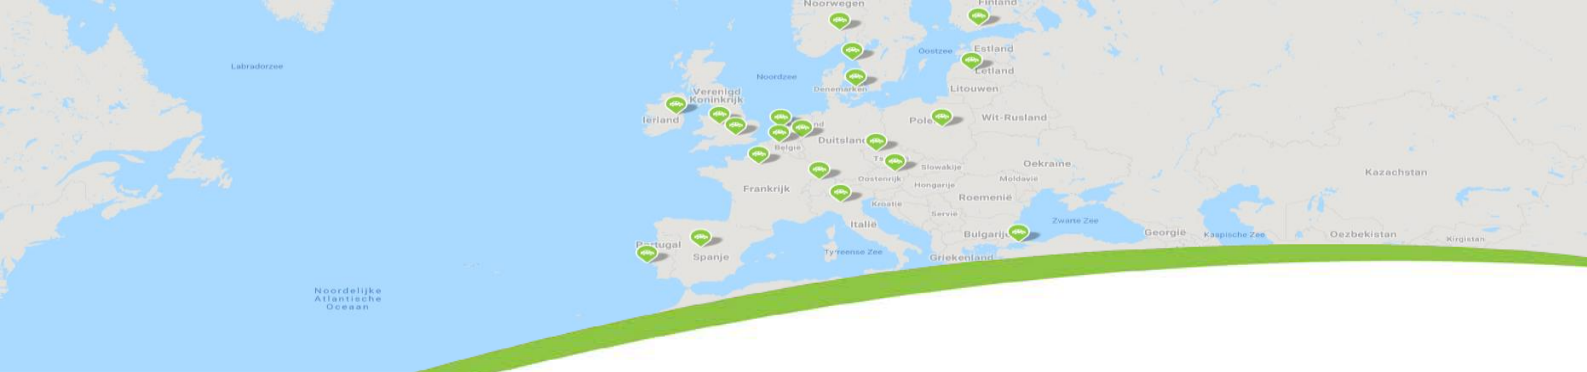 Noorwegen
Finland
Oostzee
Estland
Labradorzee
Letland
Noordzee
Denemarken
Litouwen
Verenigd
Koninkrijk
Ierland
Wit-Rusland
Duitsland
België
Oekraïne
Slowakije
Kazachstan
Oostenrijk
Moldavië
Hongarije
Frankrijk
Roemenië
Kroatië
Servië
Zwarte Zee
Italië
Bulgarije
Georgië
Kaspische Zee
Oezbekistan
Kirgistan
Portugal
Tyrreense Zee
Spanje
Griekenland
Noordelijke
Atlantische
Oceaan